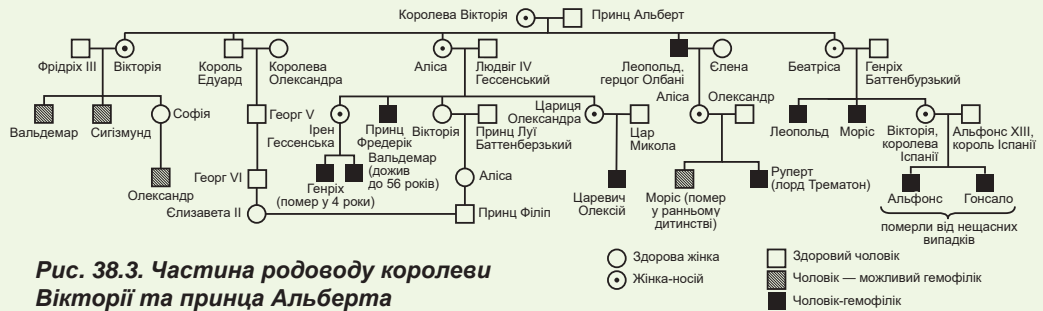 Королева Вікторія
Принц Альберт
Фрідріх III
Вікторія
Король
Едуард
Королева
Олександра
Аліса
Людвіг IV
Гессенський
Леопольд,
герцог Олбані
Єлена
Беатріса
Генріх
Баттенбурзький
Вальдемар
Сигізмунд
Софія
Георг V
Ірен
Гессенська
Принц
Фредерік
Вікторія
Принц Луї
Баттенберзький
Цариця
Олександра
Цар
Микола
Аліса
Олександр
Леопольд
Моріс
Вікторія,
королева
Іспанії
Альфонс XIII,
король Іспанії
Олександр
Георг VI
Генріх
(помер у 4 роки)
Вальдемар
(дожив
до 56 років)
Аліса
Царевич
Олексій
Моріс (помер
у ранньому
дитинстві)
Руперт
(лорд Трематон)
Альфонс
Гонсало
померли від нещасних
випадків
Єлизавета II
Принц Філіп
Здорова жінка
Жінка-носій
Здоровий чоловік
Чоловік — можливий гемофілік
Чоловік-гемофілік
Рис. 38.3. Частина родоводу королеви
Вікторії та принца Альберта